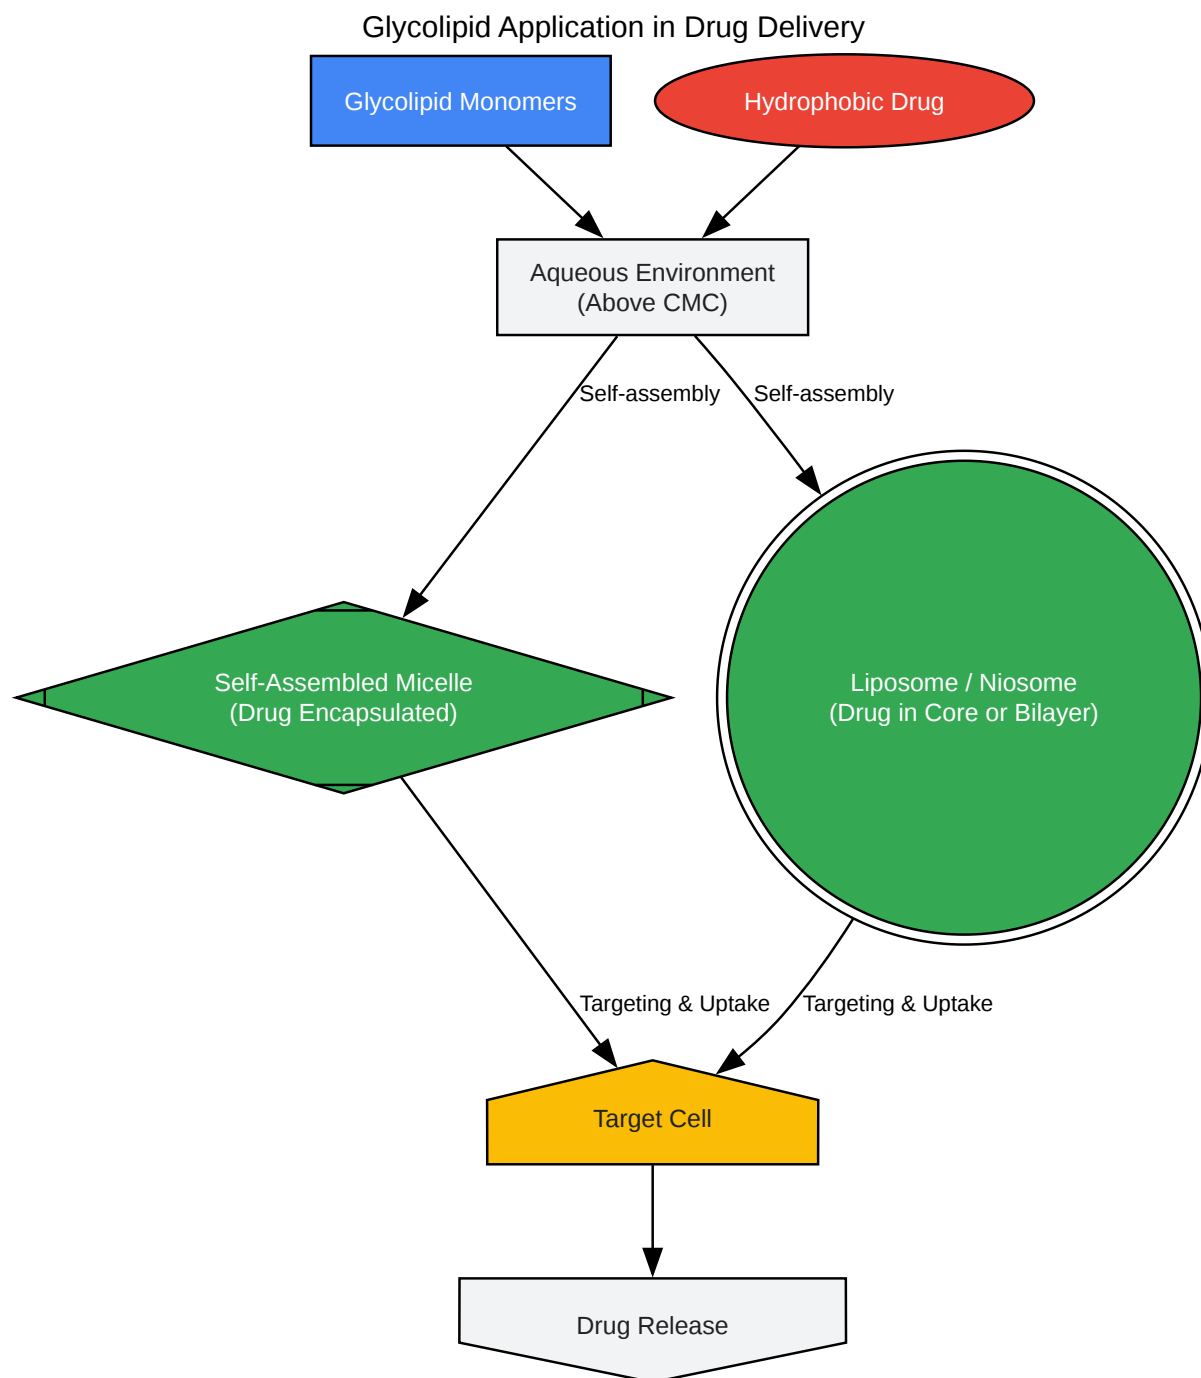 Glycolipid Application in Drug Delivery
Glycolipid Monomers
Hydrophobic Drug
Aqueous Environment
(Above CMC)
Self-assembly
Self-assembly
Self-Assembled Micelle
(Drug Encapsulated)
Liposome / Niosome
(Drug in Core or Bilayer)
Targeting & Uptake
Targeting & Uptake
Target Cell
Drug Release